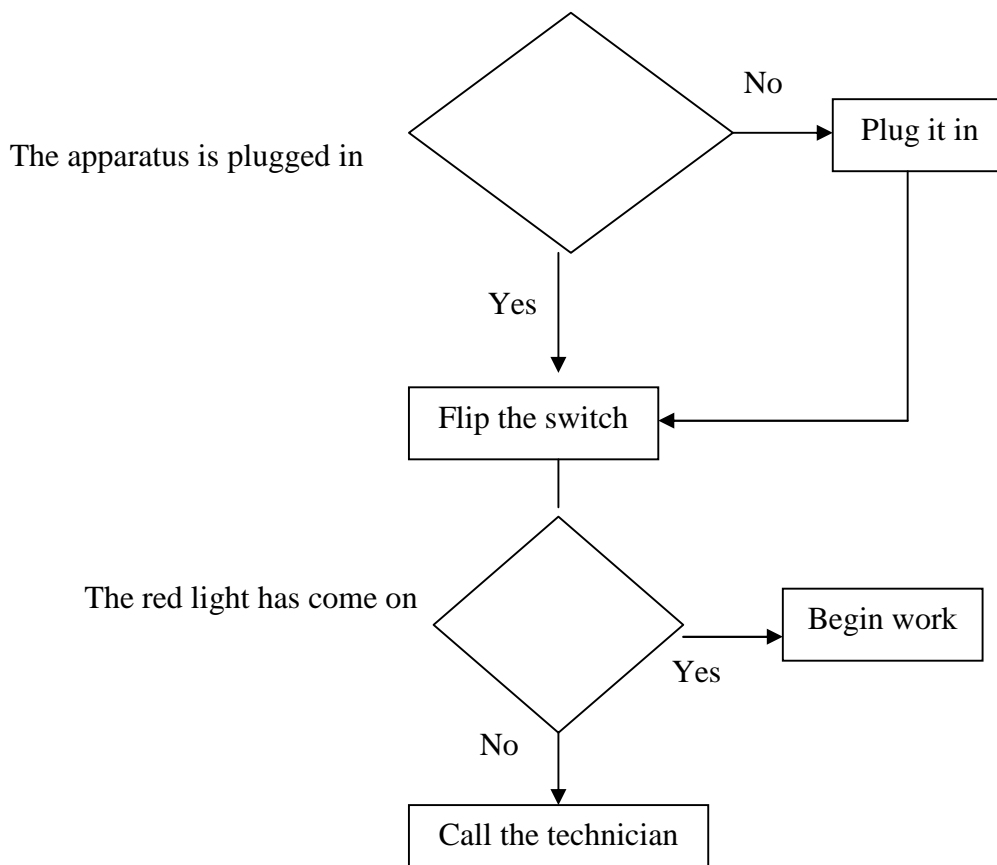 No
Plug it in
The apparatus is plugged in
Yes
Flip the switch
The red light has come on
Begin work
Yes
No
Call the technician